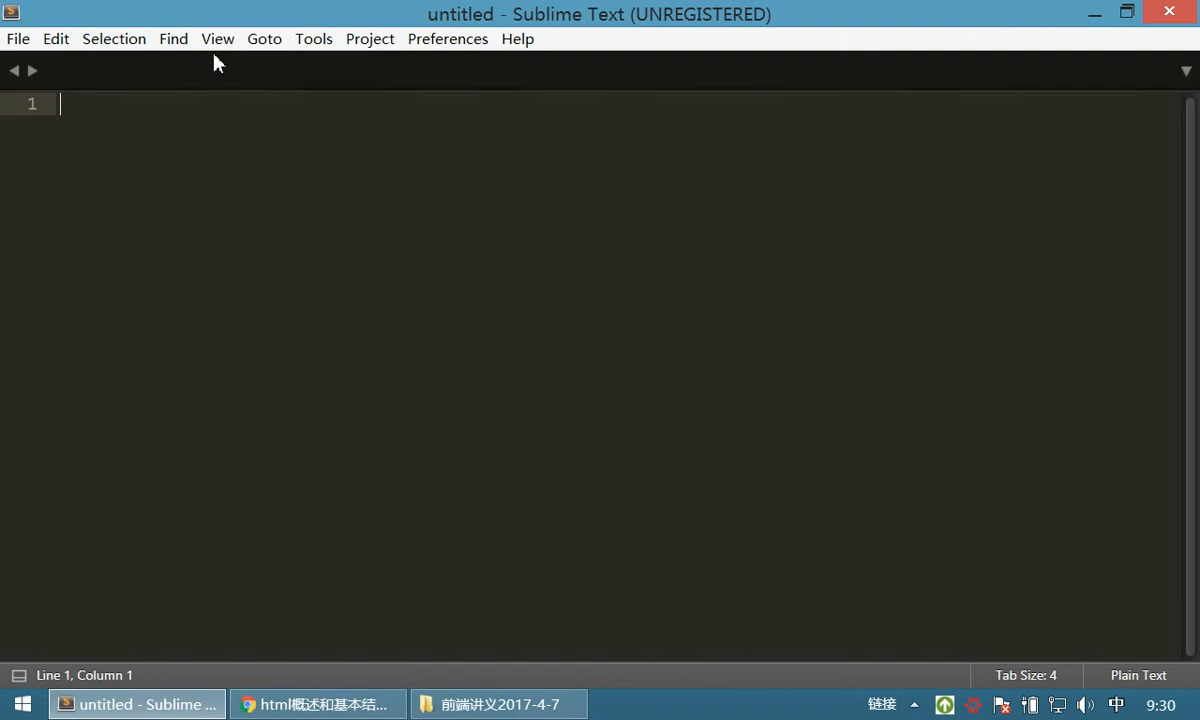 untitled - Sublime Text (UNREGISTERED)
File Edit Selection Find View Goto Tools Project Preferences Help
1
Line 1, Column 1 Tab Size: 4 Plain Text
untitled - Sublime ... html概述和基本结... 前端讲义2017-4-7 链接 中 9:30